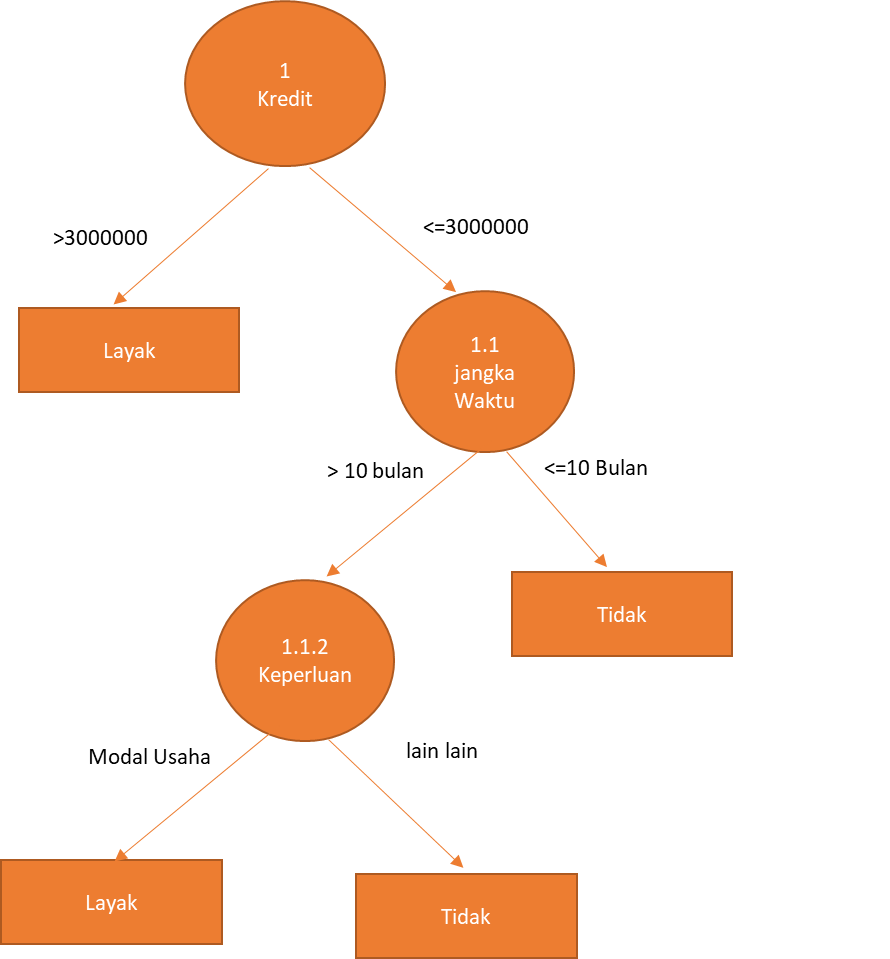 1
Kredit
>3000000
<=3000000
Layak
1.1
jangka
Waktu
> 10 bulan
<=10 Bulan
Tidak
1.1.2
Keperluan
Modal Usaha
lain lain
Layak
Tidak